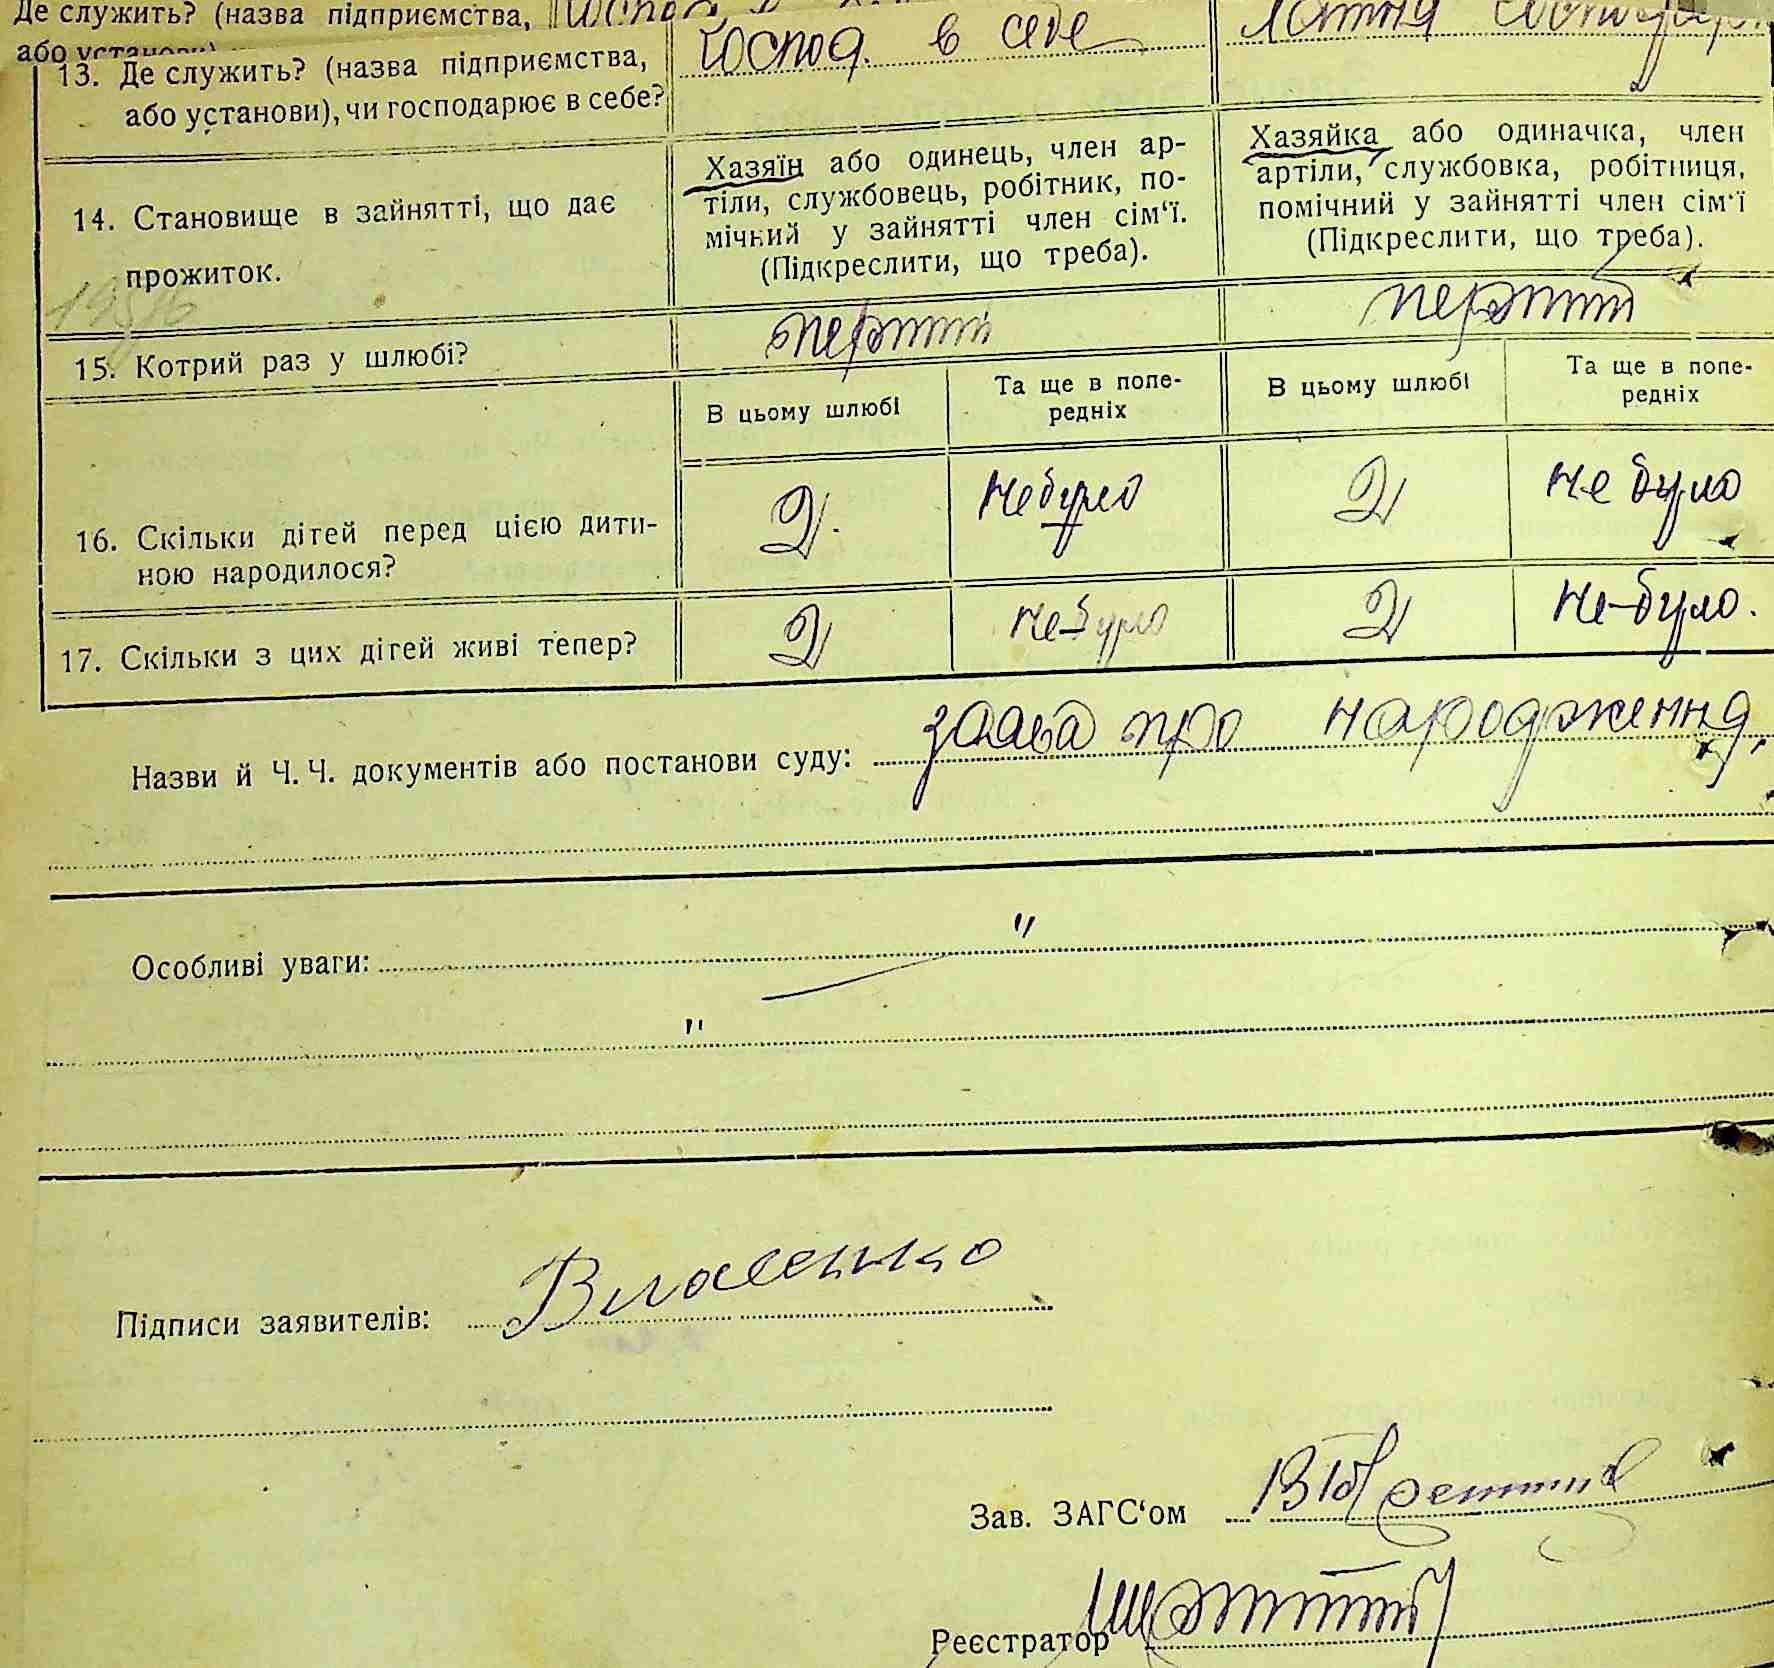 Де служить? (назва підприємства,
13. Де служить? (назва підприємства,
або установи), чи господарює в себе?
Господ. в себе
14. Становище в зайнятті, що дає
прожиток.
Хазяїн або одинець, член ар-
тіли, службовець, робітник, по-
мічний у зайнятті член сім‘ї.
(Підкреслити, що треба).
Хазяйка або одиначка, член
артіли, службовка, робітниця,
помічний у зайнятті член сім‘ї
(Підкреслити, що треба).
15. Котрий раз у шлюбі?
перший
перший
В цьому шлюбі
Та ще в попе-
редніх
В цьому шлюбі
Та ще в попе-
редніх
16. Скільки дітей перед цією дити-
ною народилося?
2.
не було
2
не було
17. Скільки з цих дітей живі тепер?
2
не-було
2
не-було.
Назви й Ч. Ч. документів або постанови суду: заява про народження.
Особливі уваги: "
"
Підписи заявителів: Власенко
Зав. ЗАГС‘ом
Реєстратор